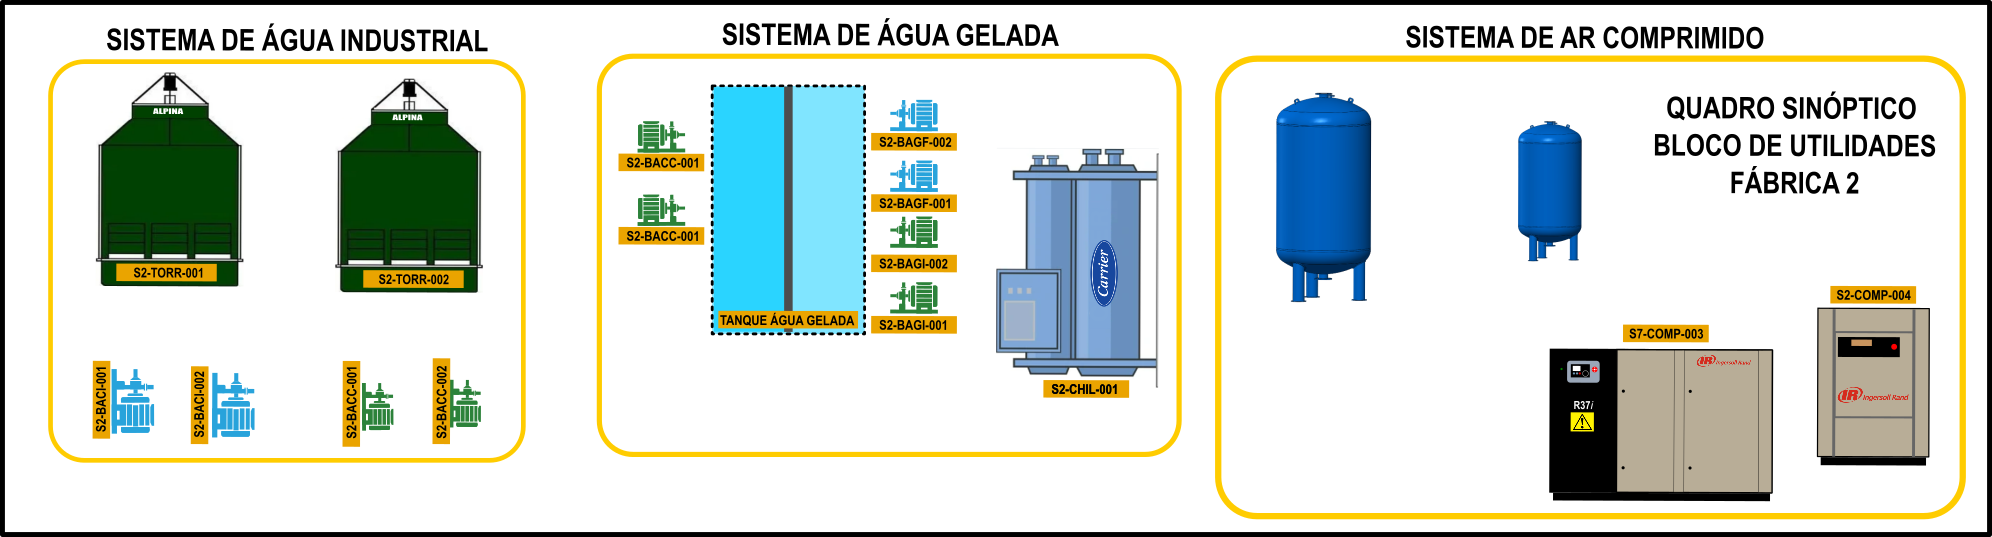 SISTEMA DE ÁGUA INDUSTRIAL
ALPINA
ALPINA
S2-TORR-001
S2-TORR-002
S2-BACI-001
S2-BACI-002
S2-BACC-001
S2-BACC-002
SISTEMA DE ÁGUA GELADA
S2-BACC-001
S2-BACC-001
TANQUE ÁGUA GELADA
S2-BAGF-002
S2-BAGF-001
S2-BAGI-002
S2-BAGI-001
Carrier
S2-CHIL-001
SISTEMA DE AR COMPRIMIDO
QUADRO SINÓPTICO
BLOCO DE UTILIDADES
FÁBRICA 2
S7-COMP-003
IR Ingersoll Rand
R37i
S2-COMP-004
IR Ingersoll Rand